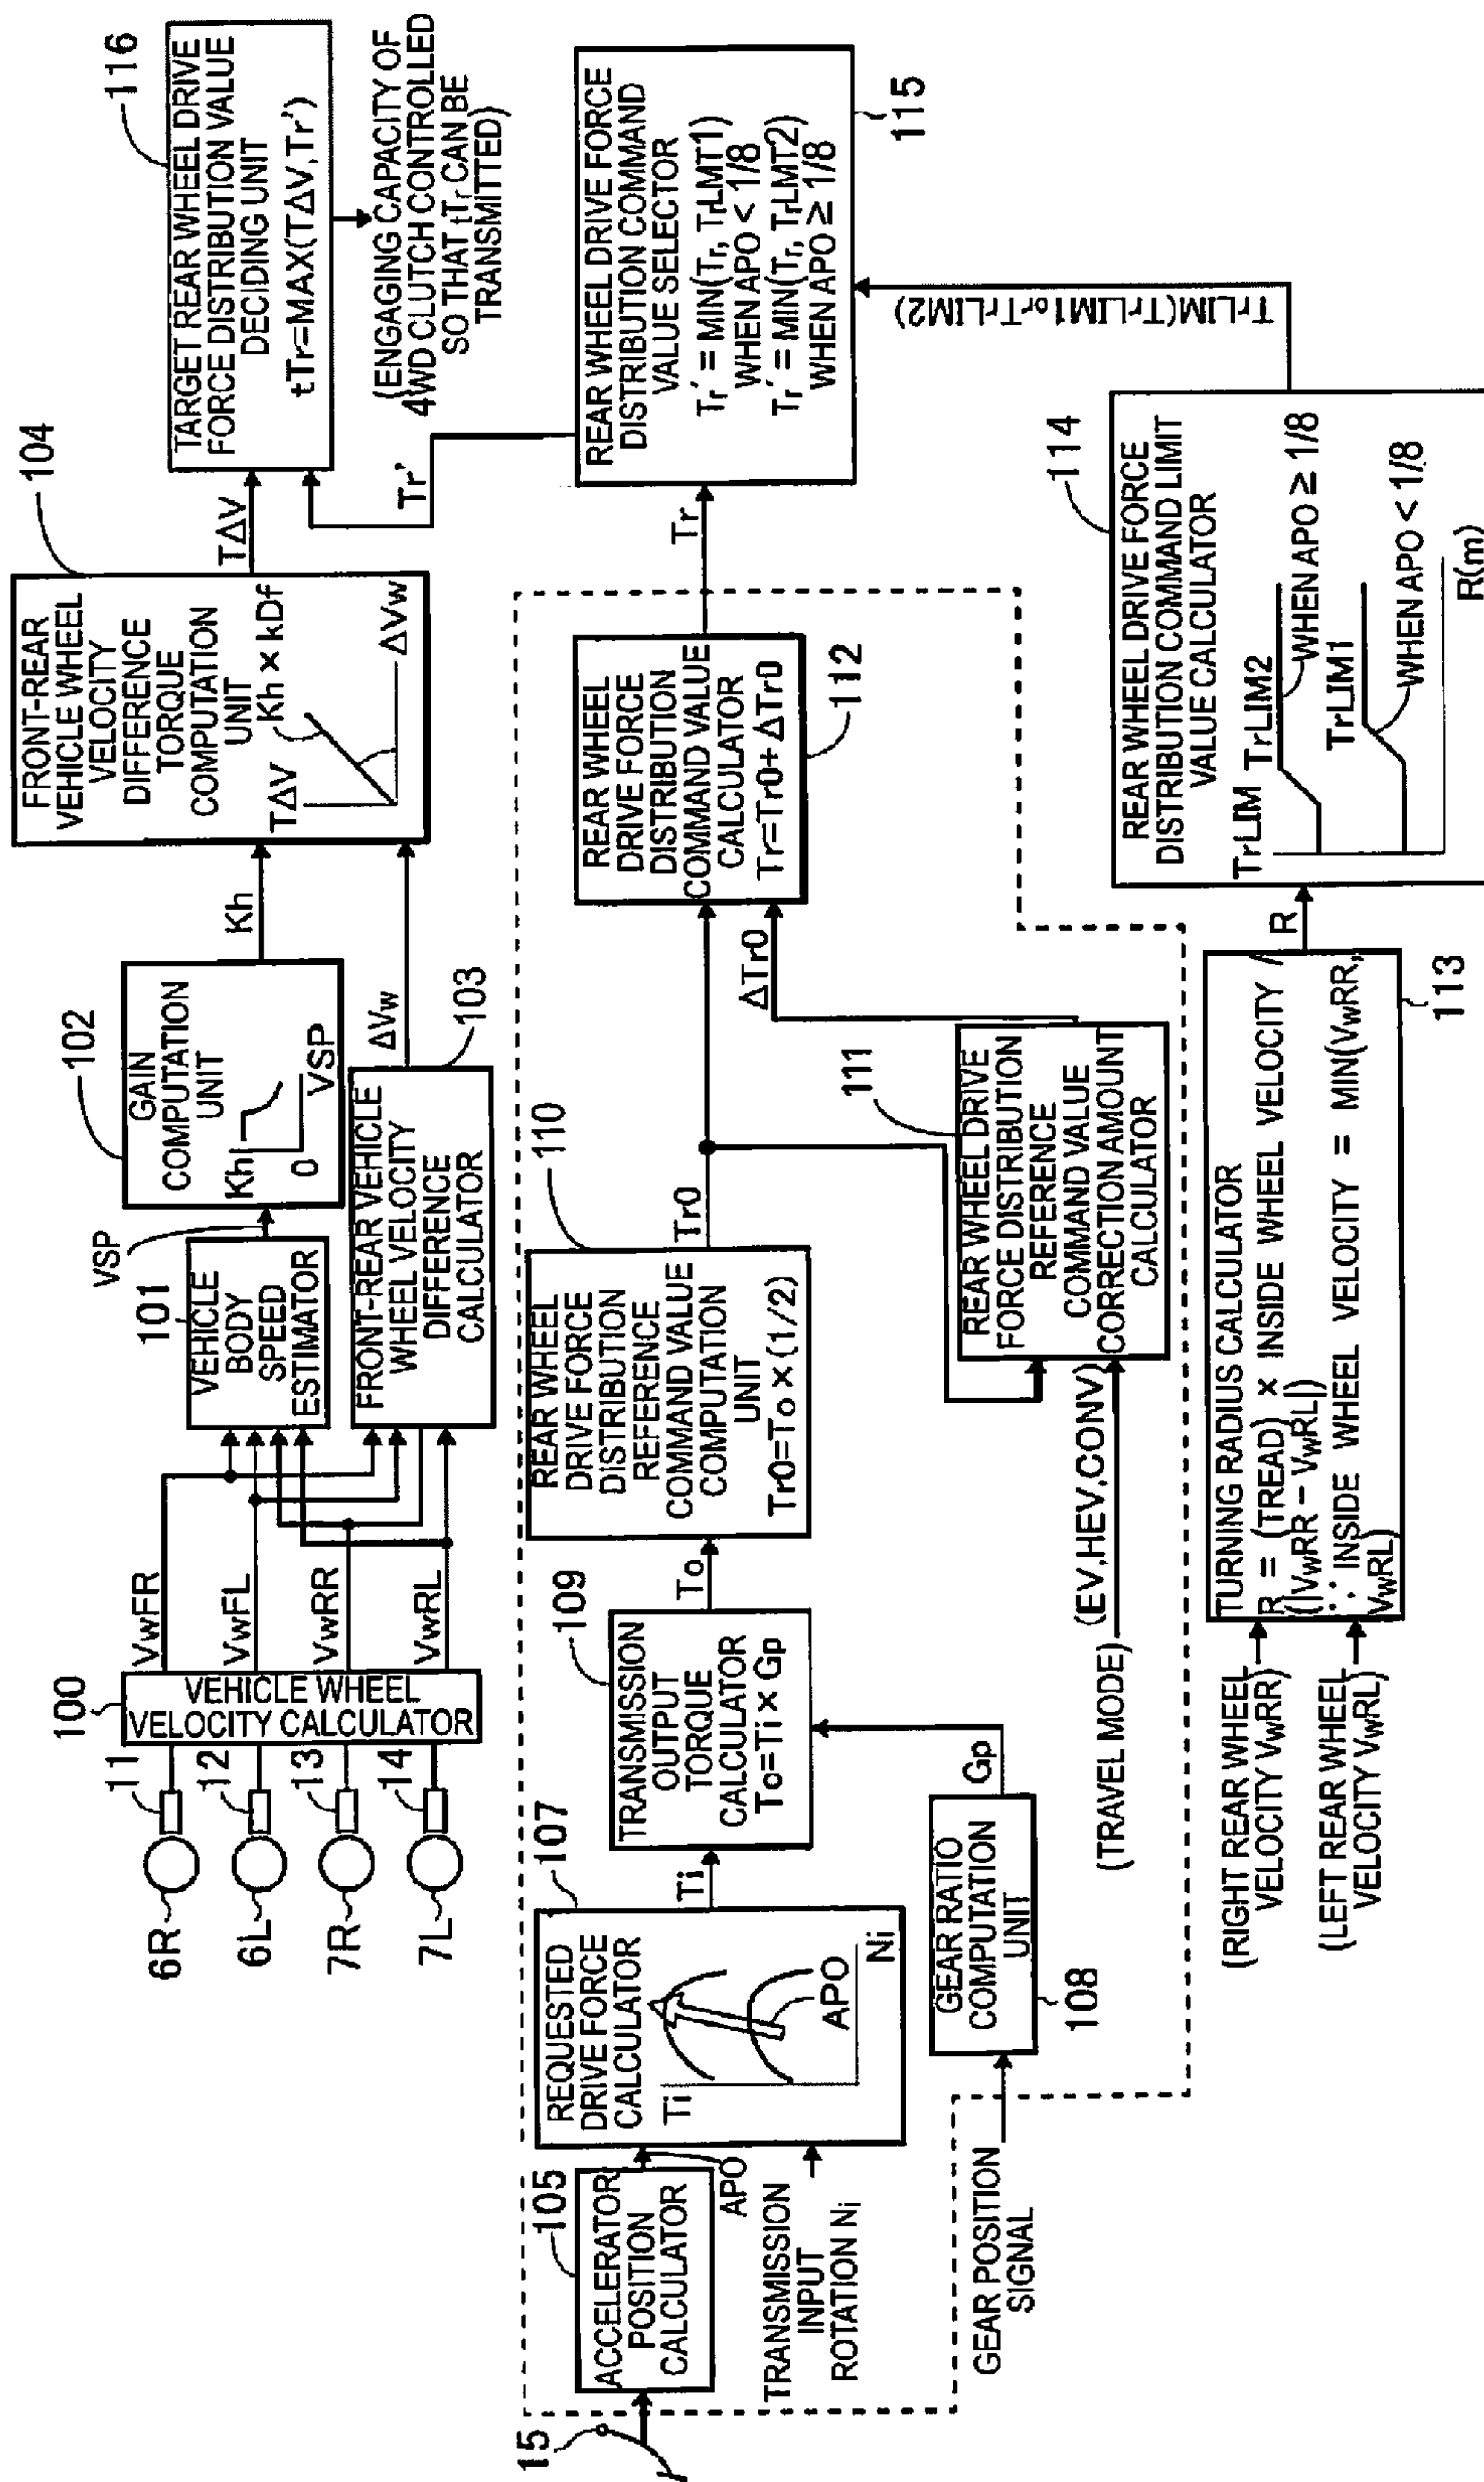 11
12
13
14
6R
6L
7R
7L
100
VEHICLE WHEEL
VELOCITY CALCULATOR
VwFR
VwFL
VwRR
VwRL
101
VEHICLE
BODY
SPEED
ESTIMATOR
VSP
102
GAIN
COMPUTATION
UNIT
Kh
0
VSP
Kh
FRONT-REAR VEHICLE
WHEEL VELOCITY
DIFFERENCE
CALCULATOR
103
ΔVw
104
FRONT-REAR
VEHICLE WHEEL
VELOCITY
DIFFERENCE
TORQUE
COMPUTATION
UNIT
Kh × kDf
TΔV
ΔVw
TΔV
116
TARGET REAR WHEEL DRIVE
FORCE DISTRIBUTION VALUE
DECIDING UNIT
tTr=MAX(TΔV,Tr')
(ENGAGING CAPACITY OF
4WD CLUTCH CONTROLLED
SO THAT tTr CAN BE
TRANSMITTED)
15
105
ACCELERATOR
POSITION
CALCULATOR
APO
TRANSMISSION
INPUT
ROTATION Ni
107
REQUESTED
DRIVE FORCE
CALCULATOR
Ti
APO
Ni
Ti
GEAR POSITION
SIGNAL
GEAR RATIO
COMPUTATION
UNIT
108
Gp
109
TRANSMISSION
OUTPUT
TORQUE
CALCULATOR
To=Ti × Gp
To
110
REAR WHEEL
DRIVE FORCE
DISTRIBUTION
REFERENCE
COMMAND VALUE
COMPUTATION
UNIT
Tr0=To × (1/2)
Tr0
(TRAVEL MODE)
(EV,HEV,CONV)
111
REAR WHEEL DRIVE
FORCE DISTRIBUTION
REFERENCE
COMMAND VALUE
CORRECTION AMOUNT
CALCULATOR
ΔTr0
REAR WHEEL
DRIVE FORCE
DISTRIBUTION
COMMAND VALUE
CALCULATOR
Tr=Tr0+ΔTr0
112
Tr
Tr'
REAR WHEEL DRIVE FORCE
DISTRIBUTION COMMAND
VALUE SELECTOR
Tr' = MIN(Tr, TrLMT1)
WHEN APO < 1/8
Tr' = MIN(Tr, TrLMT2)
WHEN APO ≥ 1/8
115
TrLIM(TrLIM1orTrLIM2)
(RIGHT REAR WHEEL
VELOCITY VwRR)
(LEFT REAR WHEEL
VELOCITY VwRL)
TURNING RADIUS CALCULATOR
R = (TREAD) × INSIDE WHEEL VELOCITY /
(|VwRR - VwRL|)
∵ INSIDE WHEEL VELOCITY = MIN(VwRR,
VwRL)
113
R
114
REAR WHEEL DRIVE FORCE
DISTRIBUTION COMMAND LIMIT
VALUE CALCULATOR
TrLIM
TrLIM2
WHEN APO ≥ 1/8
TrLIM1
WHEN APO < 1/8
R(m)